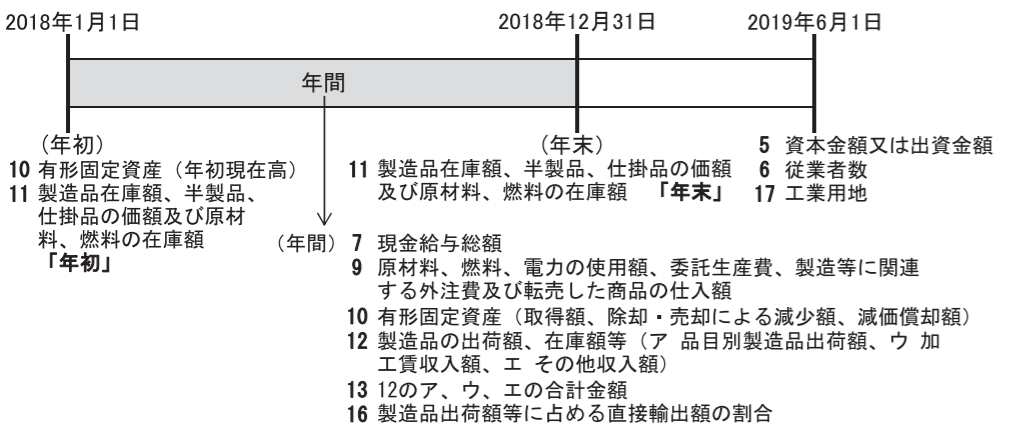 2018年1月1日
2018年12月31日
2019年6月1日
年間
（年初）
10 有形固定資産（年初現在高）
11 製造品在庫額、半製品、
仕掛品の価額及び原材
料、燃料の在庫額
「年初」
（年末）
11 製造品在庫額、半製品、仕掛品の価額
及び原材料、燃料の在庫額 「年末」
5 資本金額又は出資金額
6 従業者数
17 工業用地
（年間） 7 現金給与総額
9 原材料、燃料、電力の使用額、委託生産費、製造等に関連
する外注費及び転売した商品の仕入額
10 有形固定資産（取得額、除却・売却による減少額、減価償却額）
12 製造品の出荷額、在庫額等（ア 品目別製造品出荷額、ウ 加
工賃収入額、エ その他収入額）
13 12のア、ウ、エの合計金額
16 製造品出荷額等に占める直接輸出額の割合